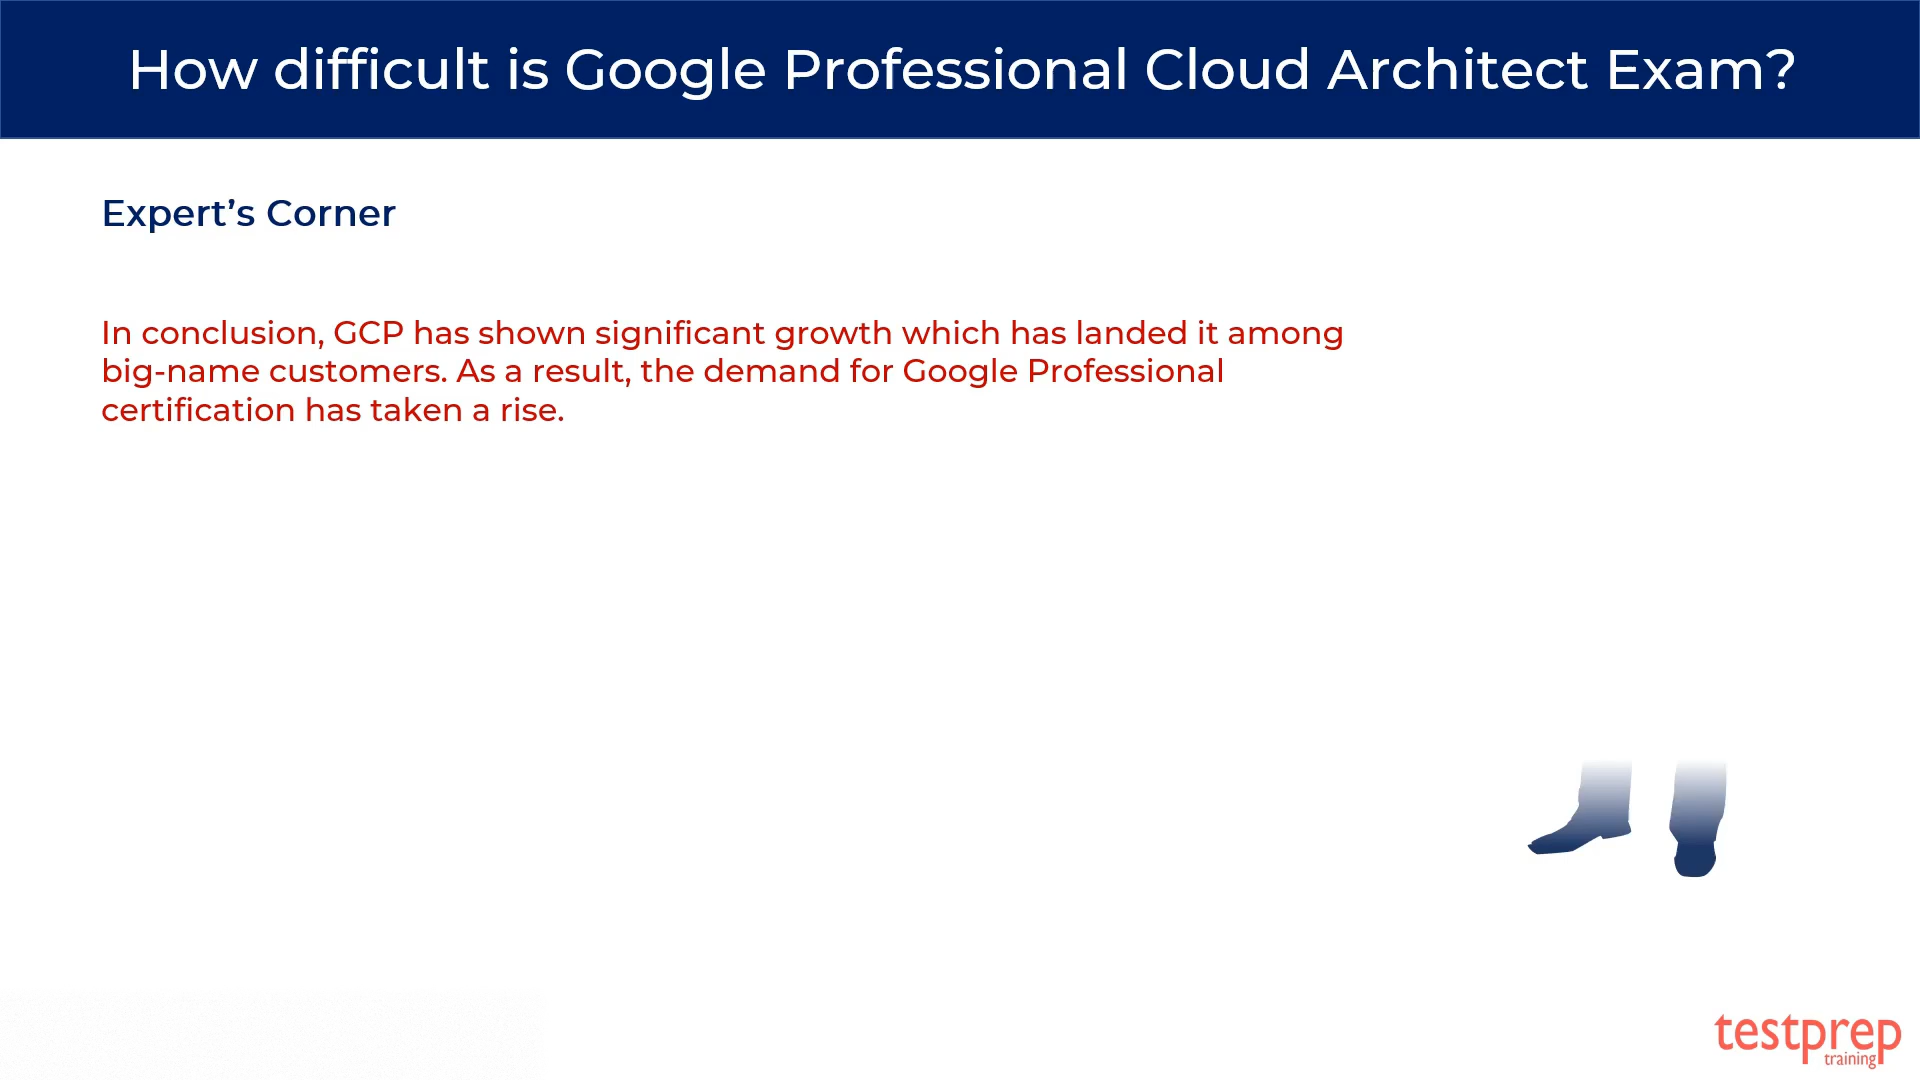 How difficult is Google Professional Cloud Architect Exam?
Expert’s Corner
In conclusion, GCP has shown significant growth which has landed it among
big-name customers. As a result, the demand for Google Professional
certification has taken a rise.
testprep
training